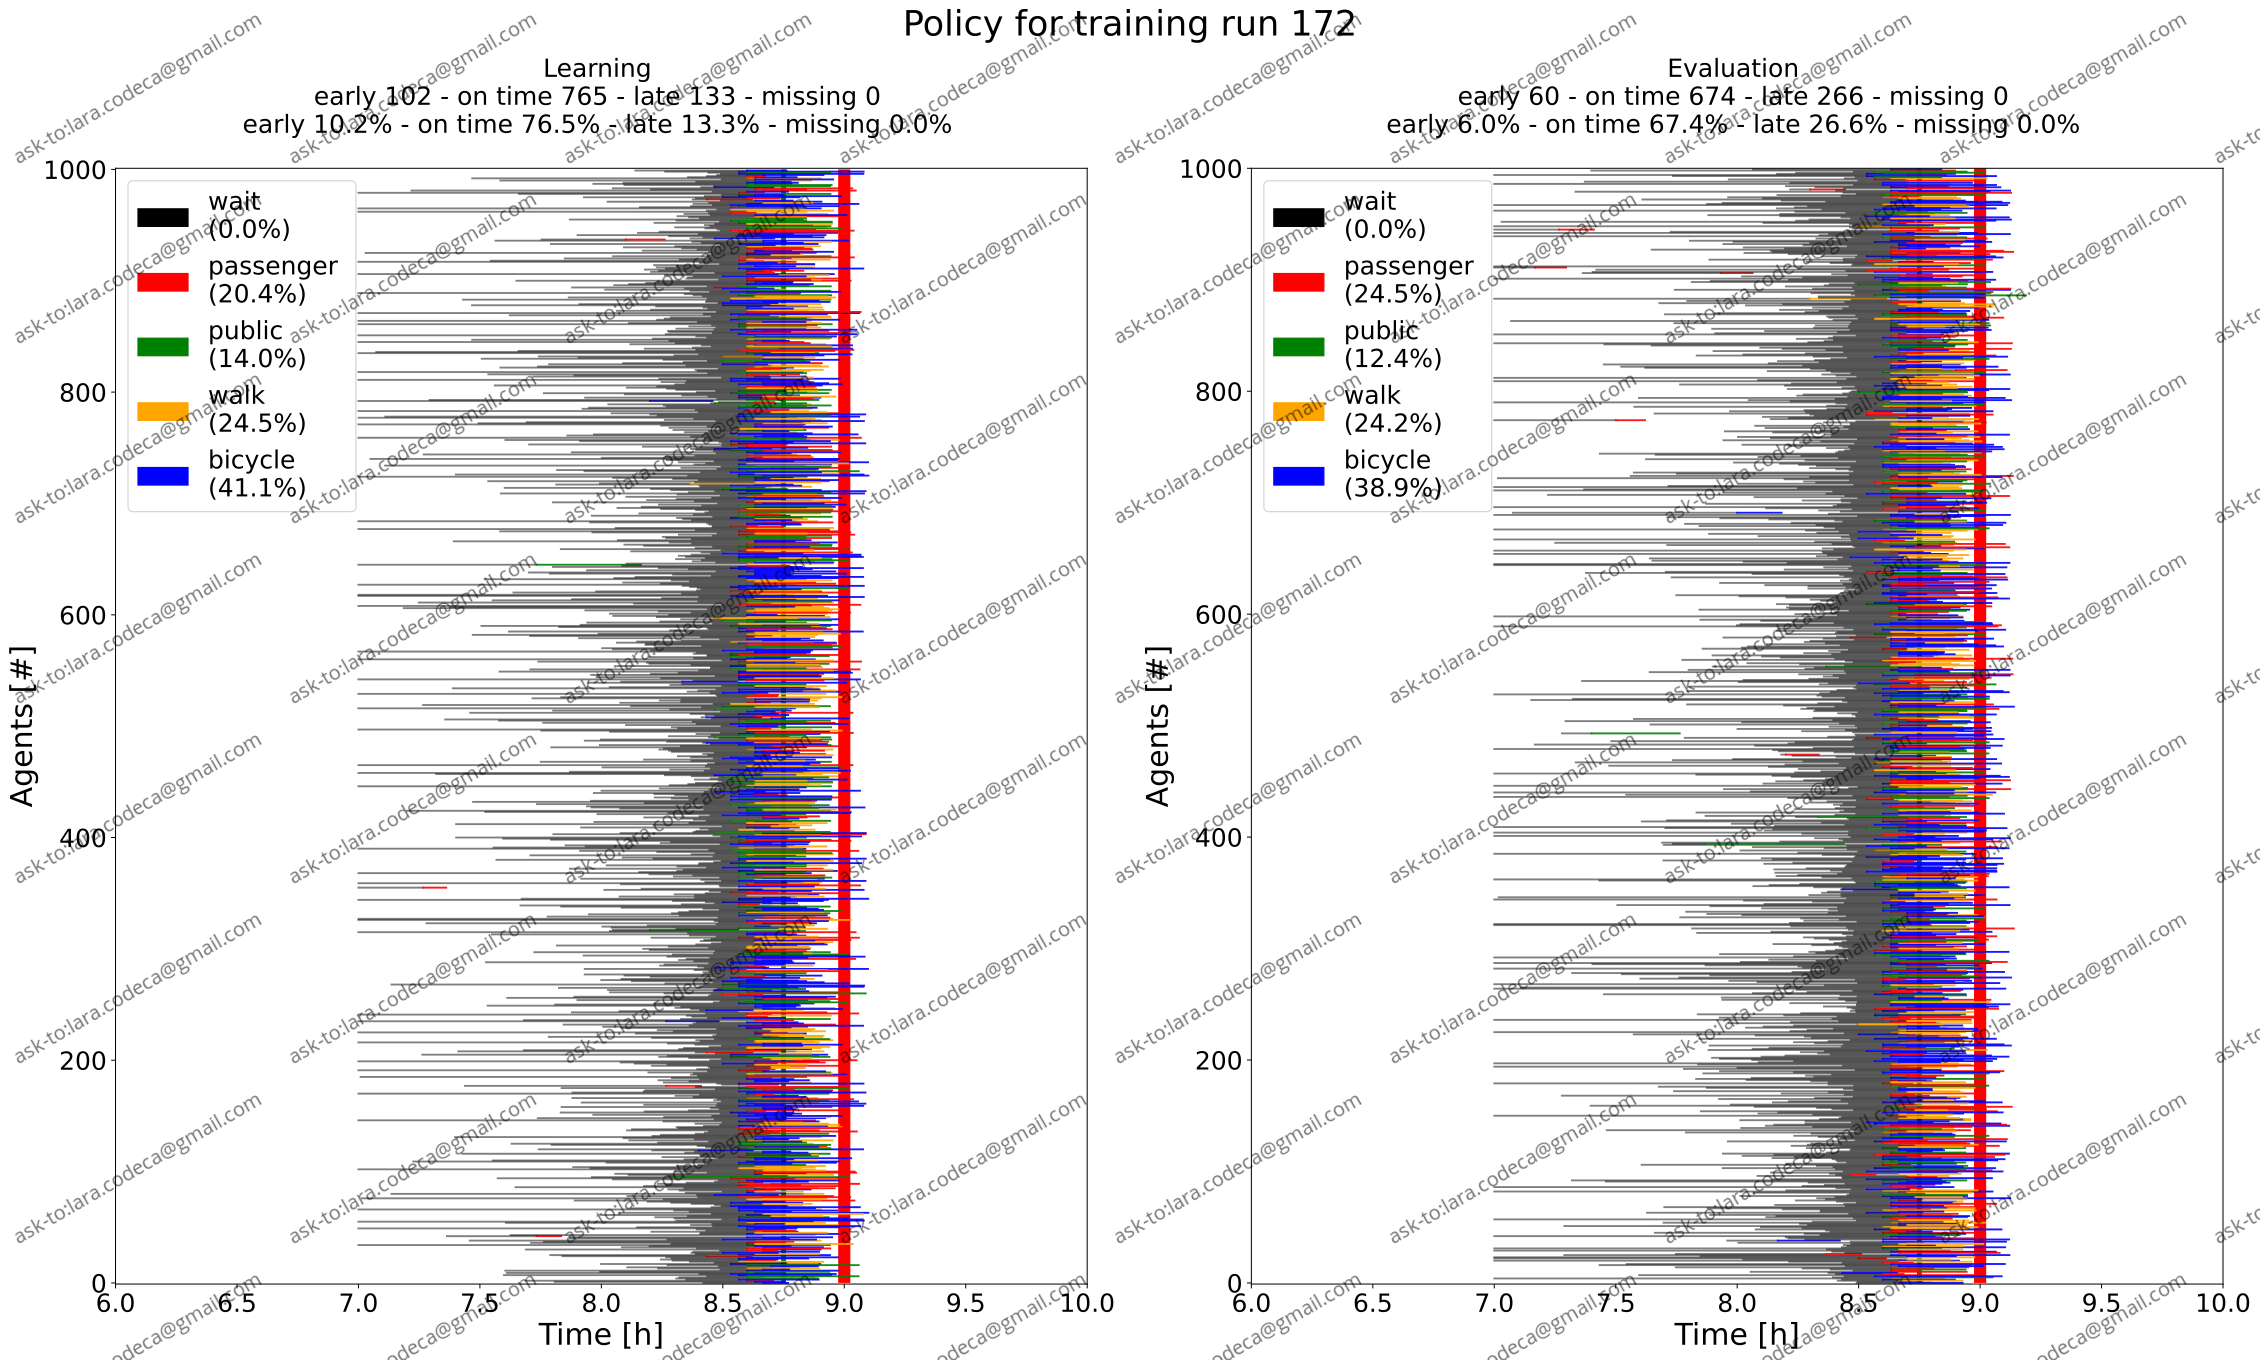 Policy for training run 172
Learning
early 102 - on time 765 - late 133 - missing 0
early 10.2% - on time 76.5% - late 13.3% - missing 0.0%
1000
800
600
400
200
0
Agents [#]
wait
(0.0%)
passenger
(20.4%)
public
(14.0%)
walk
(24.5%)
bicycle
(41.1%)
6.0 6.5 7.0 7.5 8.0 8.5 9.0 9.5 10.0
Time [h]
Evaluation
early 60 - on time 674 - late 266 - missing 0
early 6.0% - on time 67.4% - late 26.6% - missing 0.0%
1000
800
600
400
200
0
Agents [#]
wait
(0.0%)
passenger
(24.5%)
public
(12.4%)
walk
(24.2%)
bicycle
(38.9%)
6.0 6.5 7.0 7.5 8.0 8.5 9.0 9.5 10.0
Time [h]
ask-to:lara.codeca@gmail.com